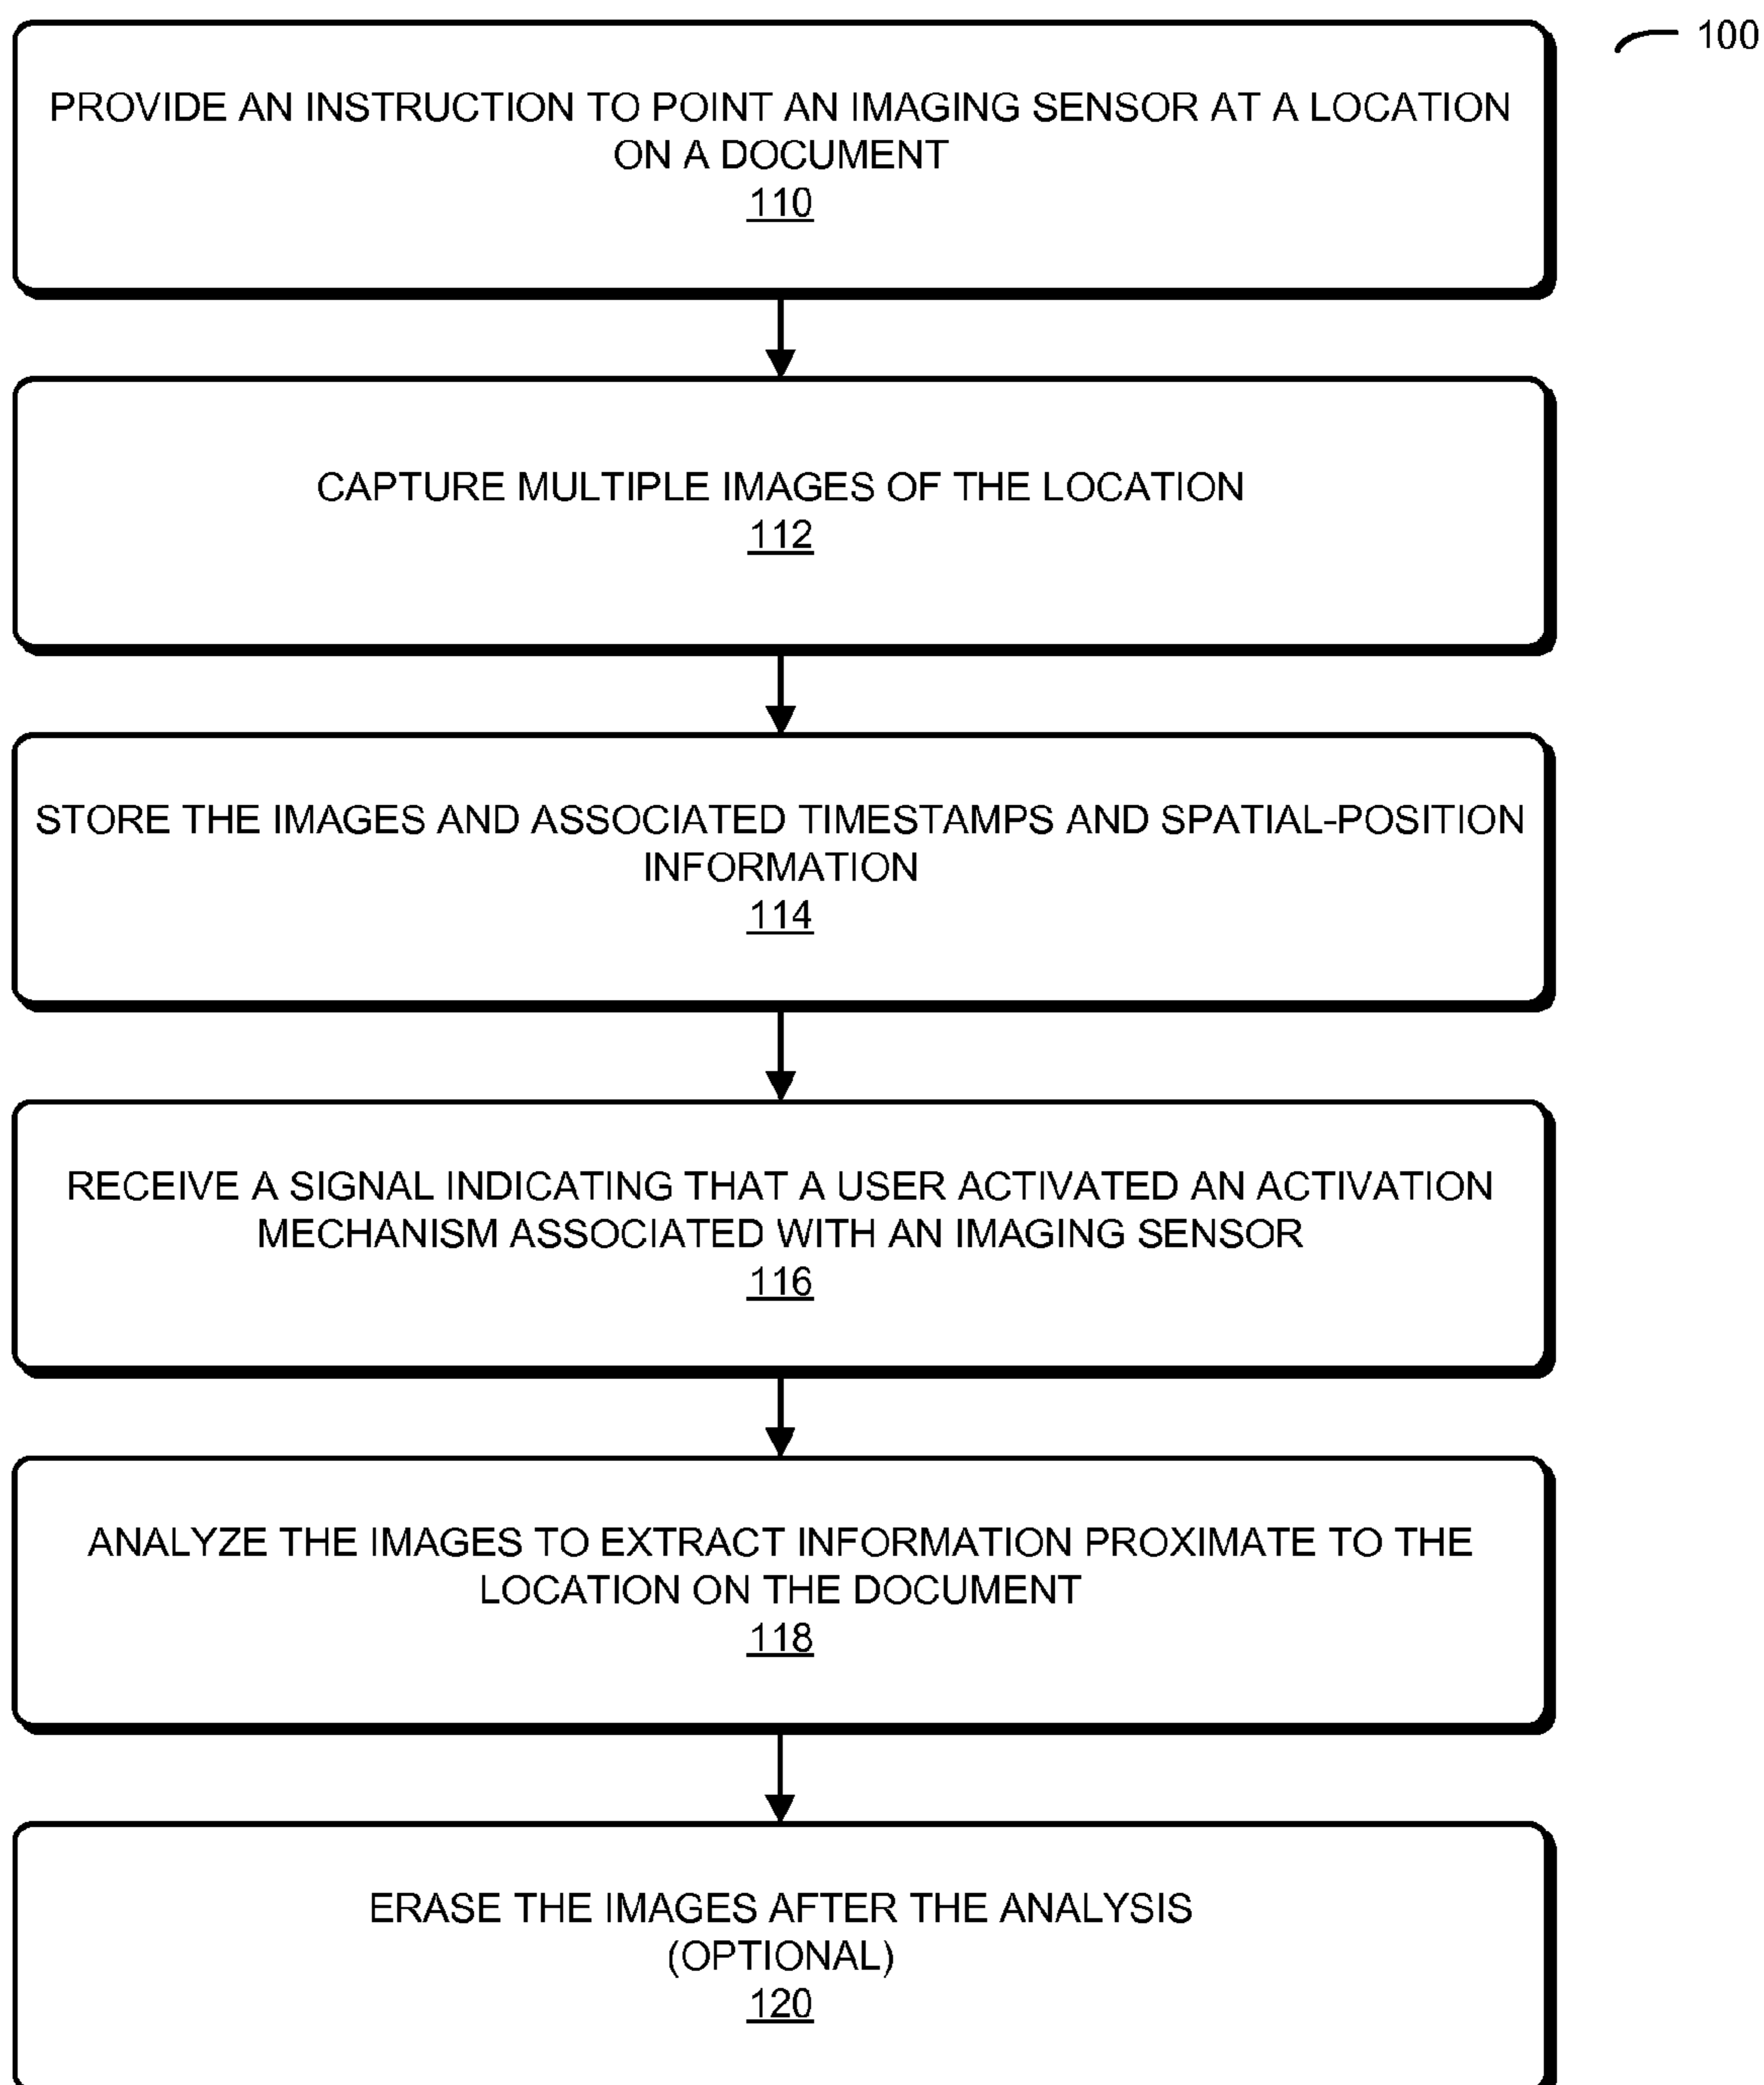 100
PROVIDE AN INSTRUCTION TO POINT AN IMAGING SENSOR AT A LOCATION
ON A DOCUMENT
110
CAPTURE MULTIPLE IMAGES OF THE LOCATION
112
STORE THE IMAGES AND ASSOCIATED TIMESTAMPS AND SPATIAL-POSITION
INFORMATION
114
RECEIVE A SIGNAL INDICATING THAT A USER ACTIVATED AN ACTIVATION
MECHANISM ASSOCIATED WITH AN IMAGING SENSOR
116
ANALYZE THE IMAGES TO EXTRACT INFORMATION PROXIMATE TO THE
LOCATION ON THE DOCUMENT
118
ERASE THE IMAGES AFTER THE ANALYSIS
(OPTIONAL)
120